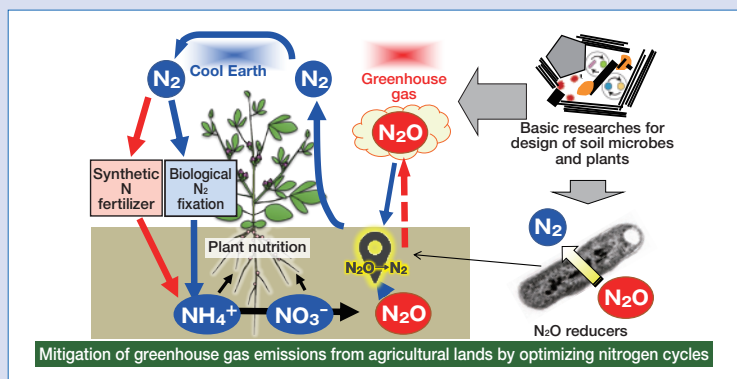 N2
Cool Earth
N2
Greenhouse
gas
N2O
Basic researches for
design of soil microbes
and plants
Synthetic
N
fertilizer
Biological
N2
fixation
Plant nutrition
N2O→N2
NH4+
NO3−
N2O
N2
N2O
N2O reducers
Mitigation of greenhouse gas emissions from agricultural lands by optimizing nitrogen cycles